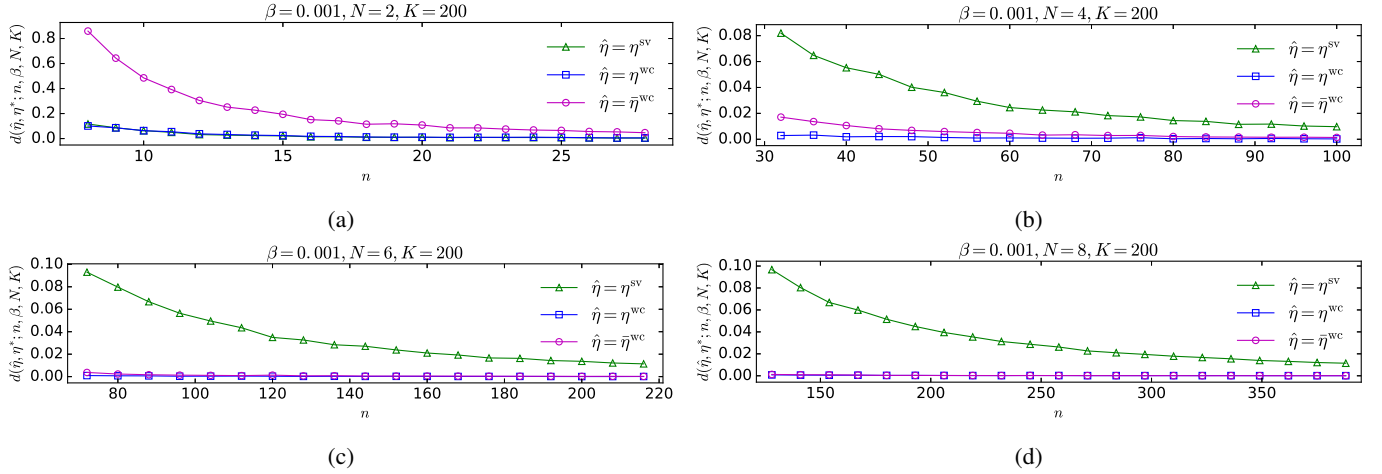 β = 0.001, N = 2, K = 200
d(η̂, η*; n, β, N, K)
0.8
0.6
0.4
0.2
0.0
η̂ = η^sv
η̂ = η^wc
η̂ = η̄^wc
10 15 20 25
n
(a)
β = 0.001, N = 4, K = 200
d(η̂, η*; n, β, N, K)
0.08
0.06
0.04
0.02
0.00
η̂ = η^sv
η̂ = η^wc
η̂ = η̄^wc
30 40 50 60 70 80 90 100
n
(b)
β = 0.001, N = 6, K = 200
d(η̂, η*; n, β, N, K)
0.10
0.08
0.06
0.04
0.02
0.00
η̂ = η^sv
η̂ = η^wc
η̂ = η̄^wc
80 100 120 140 160 180 200 220
n
(c)
β = 0.001, N = 8, K = 200
d(η̂, η*; n, β, N, K)
0.10
0.08
0.06
0.04
0.02
0.00
η̂ = η^sv
η̂ = η^wc
η̂ = η̄^wc
150 200 250 300 350
n
(d)